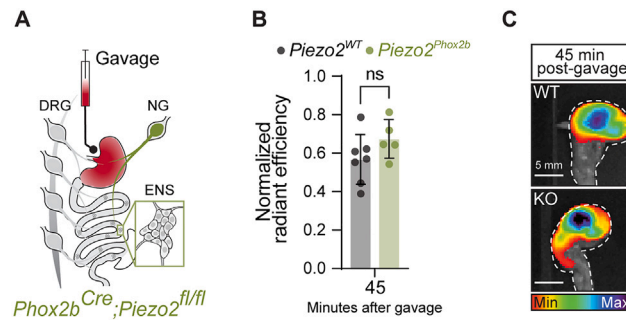 A
Gavage
DRG
NG
ENS
Phox2b^Cre;Piezo2^fl/fl
B
Piezo2^WT
Piezo2^Phox2b
ns
Normalized
radiant efficiency
1.0
0.8
0.6
0.4
0.2
0.0
45
Minutes after gavage
C
45 min
post-gavage
WT
5 mm
KO
Min
Max